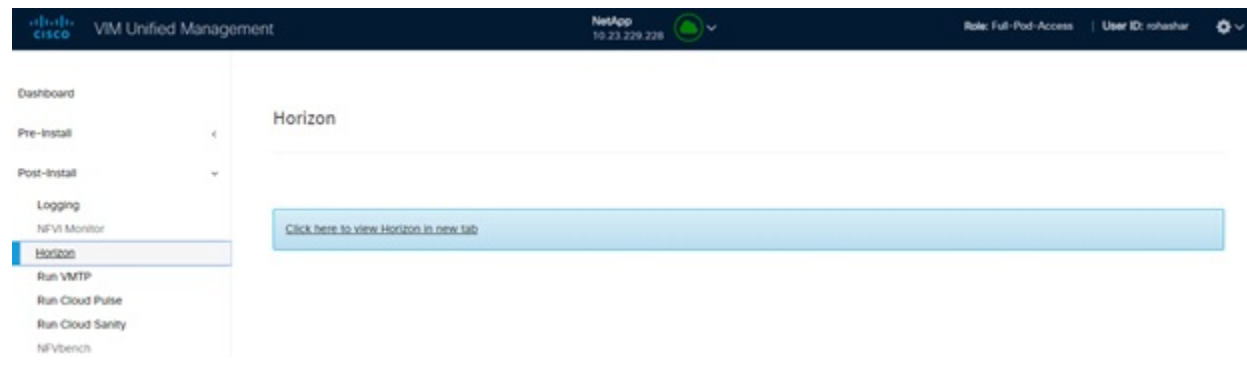 CISCO
VIM Unified Management
NetApp
10.23.229.228
Role: Full-Pod-Access | User ID: rohashar
Dashboard
Pre-Install
Post-Install
Logging
NFVI Monitor
Horizon
Run VMTP
Run Cloud Pulse
Run Cloud Sanity
NFVbench
Horizon
Click here to view Horizon in new tab